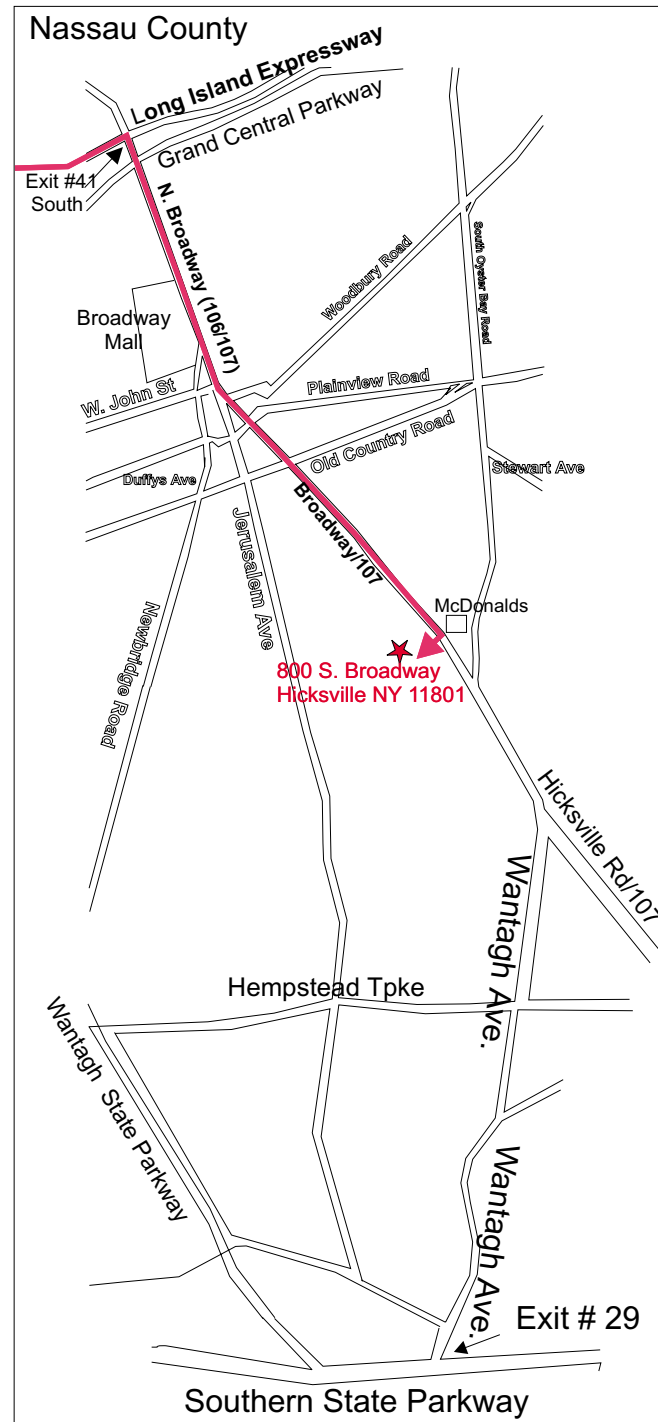 Nassau County
Long Island Expressway
Grand Central Parkway
Exit #41
South
N. Broadway (106/107)
South Oyster Bay Road
Woodbury Road
Broadway
Mall
W. John St
Plainview Road
Old Country Road
Duffys Ave
Stewart Ave
Broadway/107
Jerusalem Ave
Newbridge Road
McDonalds
800 S. Broadway
Hicksville NY 11801
Hicksville Rd/107
Wantagh Ave.
Hempstead Tpke
Wantagh State Parkway
Wantagh Ave.
Exit # 29
Southern State Parkway